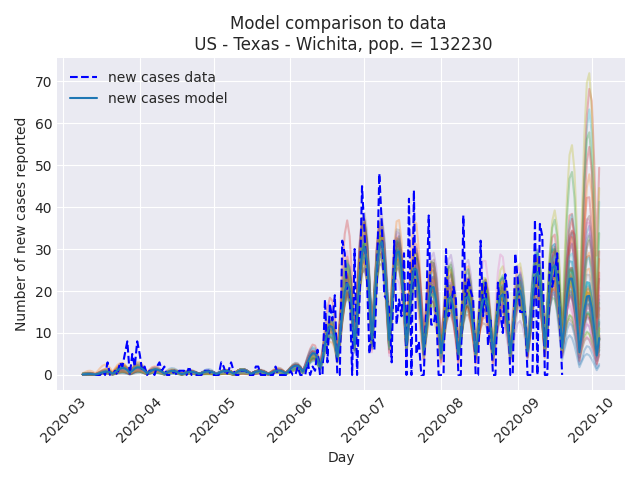 Model comparison to data
US - Texas - Wichita, pop. = 132230
new cases data
new cases model
Number of new cases reported
70
60
50
40
30
20
10
0
2020-03
2020-04
2020-05
2020-06
2020-07
2020-08
2020-09
2020-10
Day